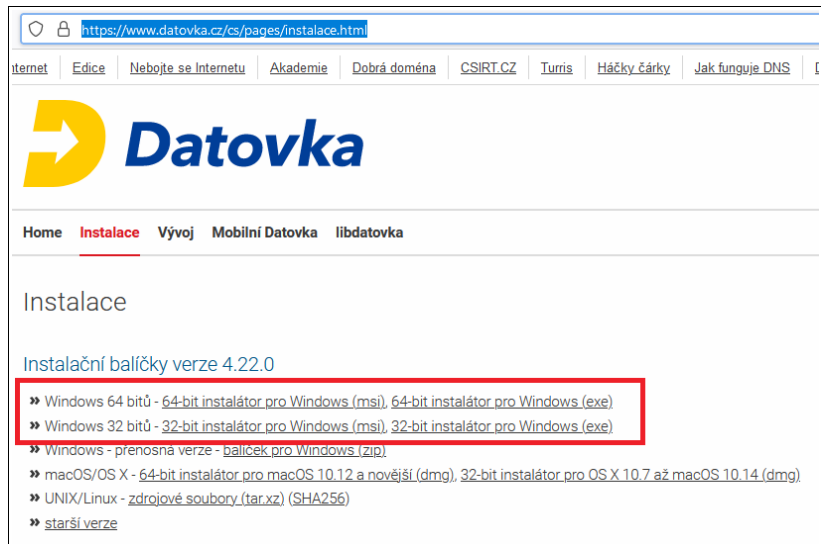 https://www.datovka.cz/cs/pages/instalace.html
Edice Nebojte se Internetu Akademie Dobrá doména CSIRT.CZ Turris Háčky čárky Jak funguje DNS
Datovka
Home Instalace Vývoj Mobilní Datovka libdatovka
Instalace
Instalační balíčky verze 4.22.0
» Windows 64 bitů - 64-bit instalátor pro Windows (msi), 64-bit instalátor pro Windows (exe)
» Windows 32 bitů - 32-bit instalátor pro Windows (msi), 32-bit instalátor pro Windows (exe)
» Windows - přenosná verze - balíček pro Windows (zip)
» macOS/OS X - 64-bit instalátor pro macOS 10.12 a novější (dmg), 32-bit instalátor pro OS X 10.7 až macOS 10.14 (dmg)
» UNIX/Linux - zdrojové soubory (tar.xz) (SHA256)
» starší verze